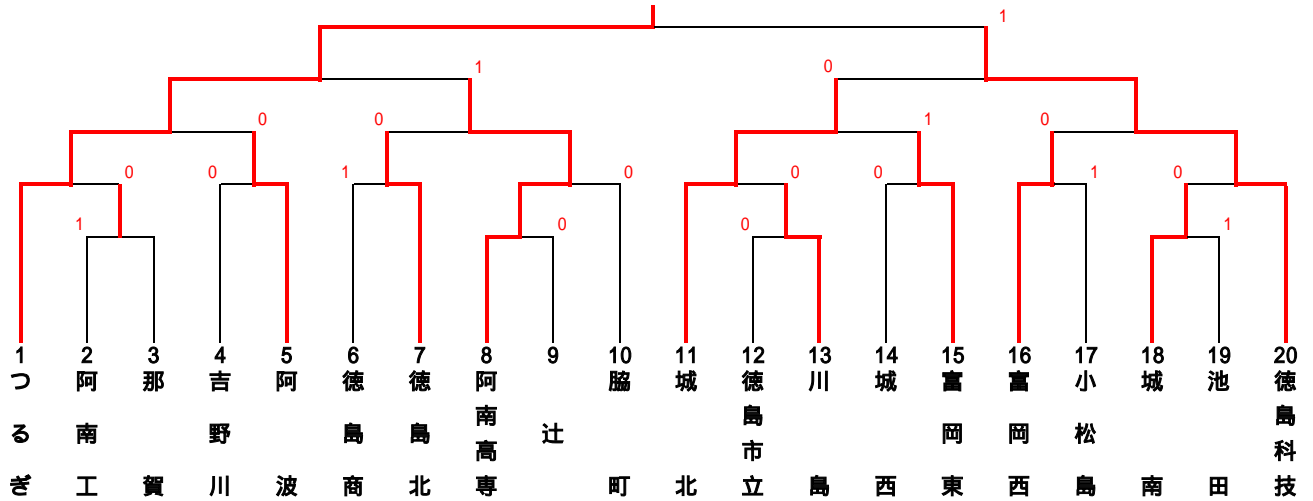 1
1
0
0
0
1
0
0
0
1
0
0
0
1
0
1
0
0
1
1 2 3 4 5 6 7 8 9 10 11 12 13 14 15 16 17 18 19 20
つるぎ
阿南工
那賀
吉野川
阿波
徳島商
徳島北
阿南高専
辻
脇町
城北
徳島市立
川島
城西
富岡東
富岡西
小松島
城南
池田
徳島科技